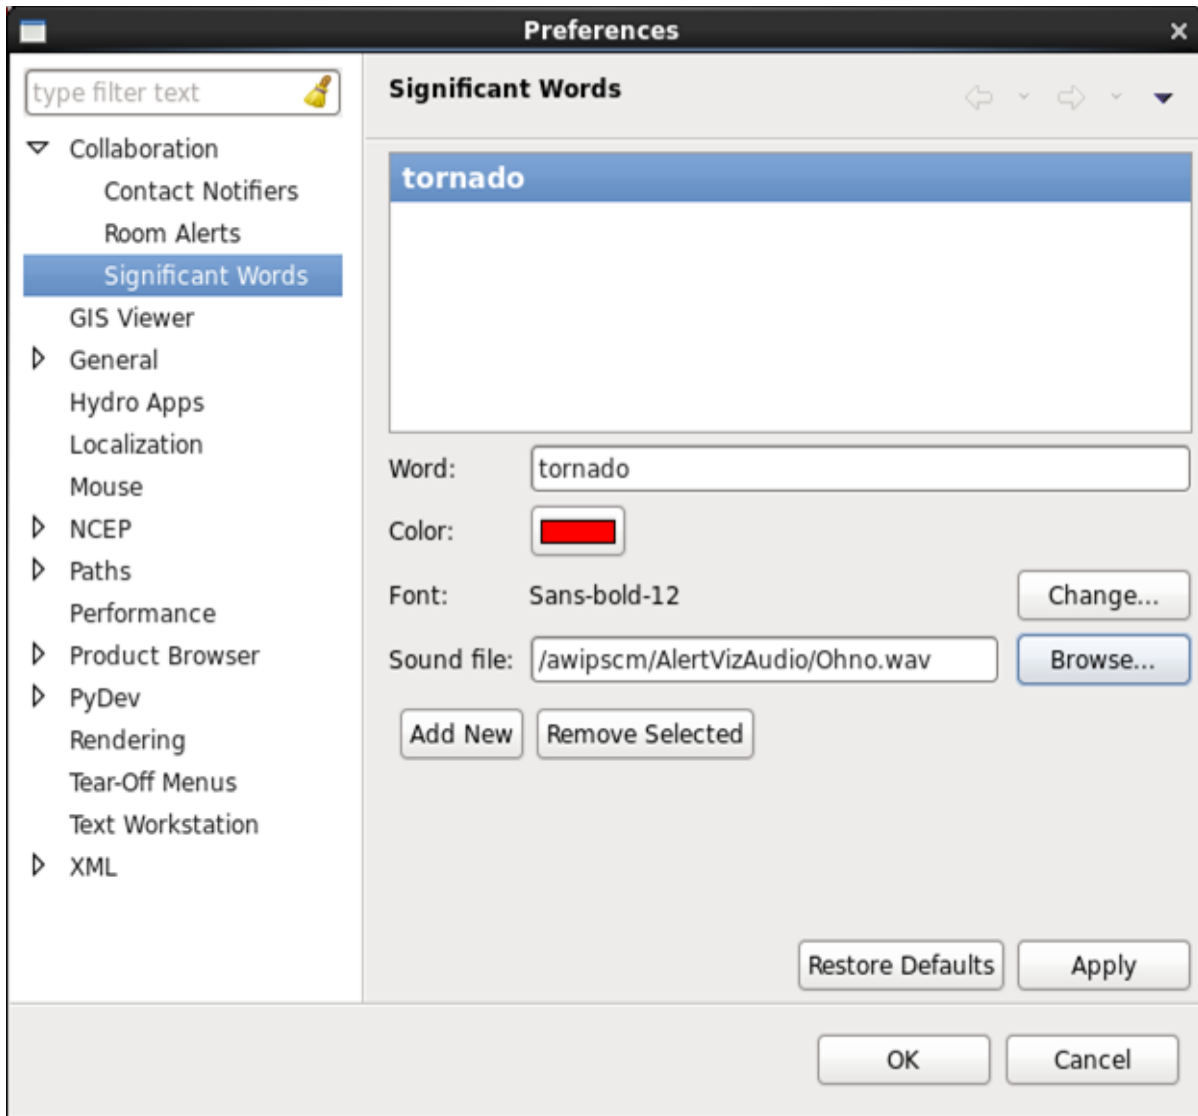 Preferences
type filter text
Collaboration
Contact Notifiers
Room Alerts
Significant Words
GIS Viewer
General
Hydro Apps
Localization
Mouse
NCEP
Paths
Performance
Product Browser
PyDev
Rendering
Tear-Off Menus
Text Workstation
XML
Significant Words
tornado
Word: tornado
Color:
Font: Sans-bold-12 Change...
Sound file: /awipscm/AlertVizAudio/Ohno.wav Browse...
Add New Remove Selected
Restore Defaults Apply
OK Cancel